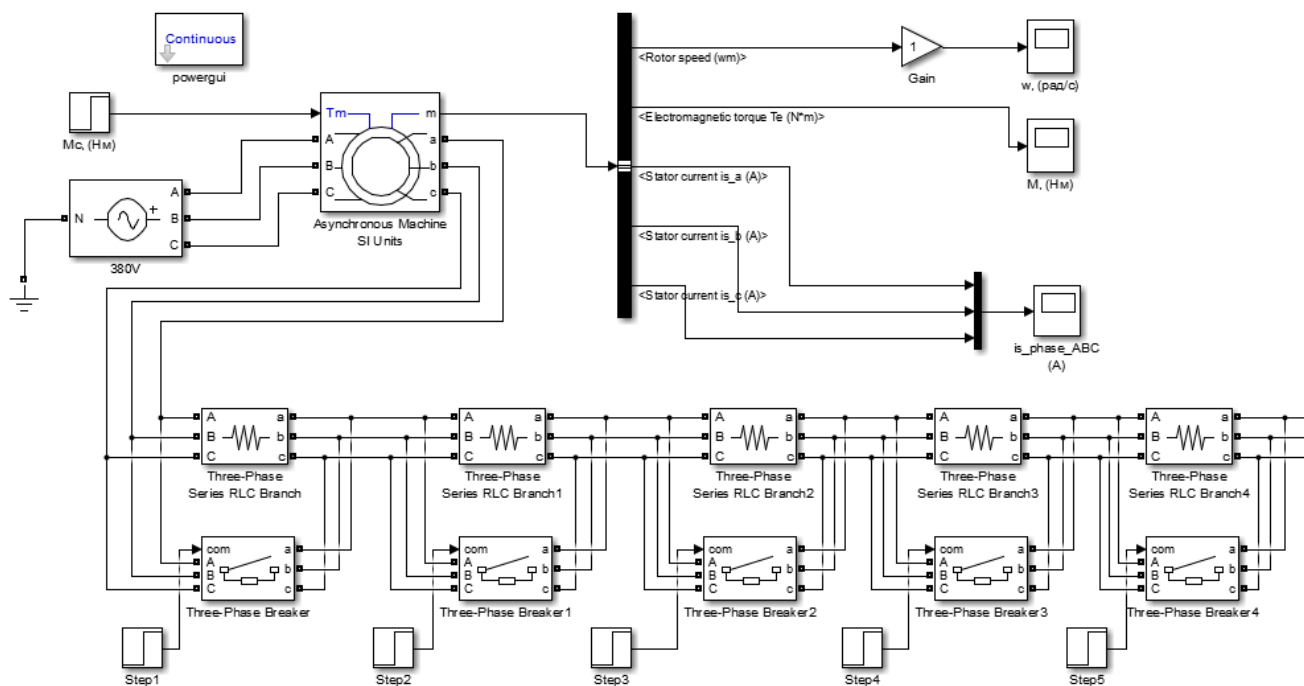 Continuous
powergui
Mc, (Нм)
Tm
m
A
B
C
a
b
c
Asynchronous Machine
SI Units
N
+
A
B
C
380V
<Rotor speed (wm)>
<Electromagnetic torque Te (N*m)>
<Stator current is_a (A)>
<Stator current is_b (A)>
<Stator current is_c (A)>
1
Gain
w, (рад/с)
M, (Нм)
is_phase_ABC
(A)
A a A a A a A a A a
B b B b B b B b B b
C c C c C c C c C c
Three-Phase Three-Phase Three-Phase Three-Phase Three-Phase
Series RLC Branch Series RLC Branch1 Series RLC Branch2 Series RLC Branch3 Series RLC Branch4
com a com a com a com a com a
A A A A A
B b B b B b B b B b
C c C c C c C c C c
Three-Phase Breaker Three-Phase Breaker1 Three-Phase Breaker2 Three-Phase Breaker3 Three-Phase Breaker4
Step1 Step2 Step3 Step4 Step5